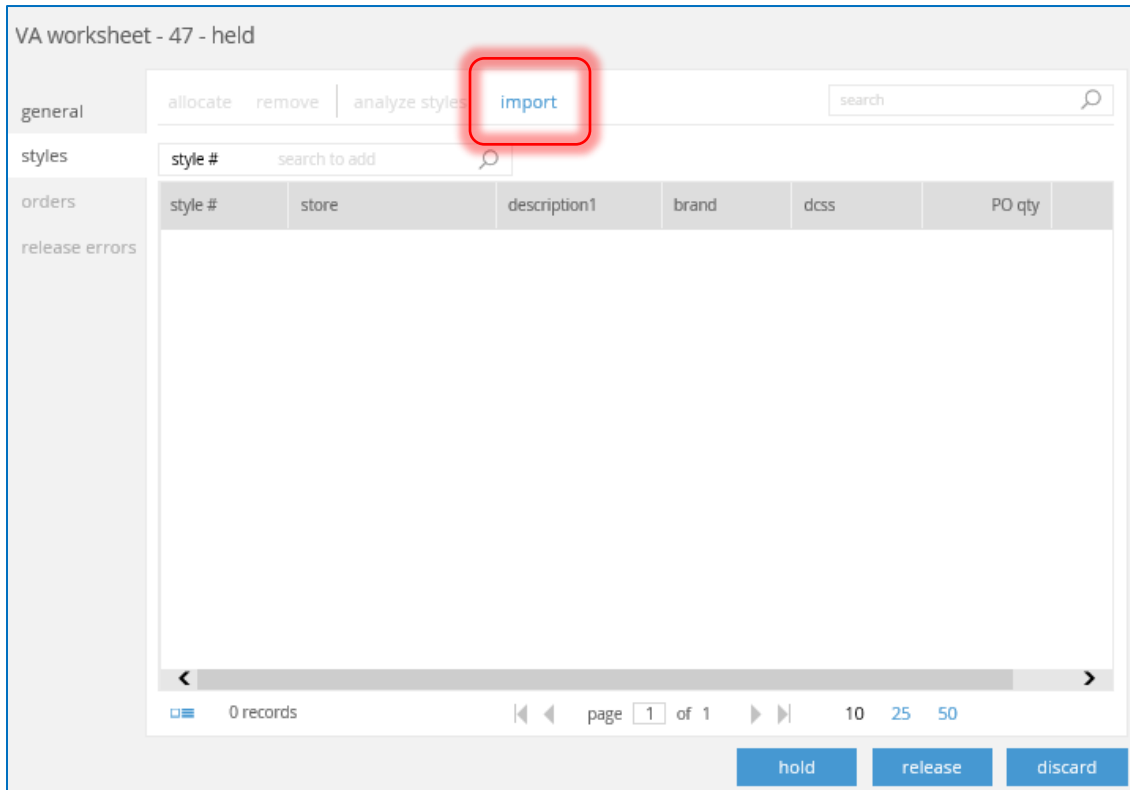 VA worksheet - 47 - held
general
styles
orders
release errors
allocate remove analyze styles import search
style # search to add
style # store description1 brand dcss PO qty
0 records page 1 of 1 10 25 50
hold release discard